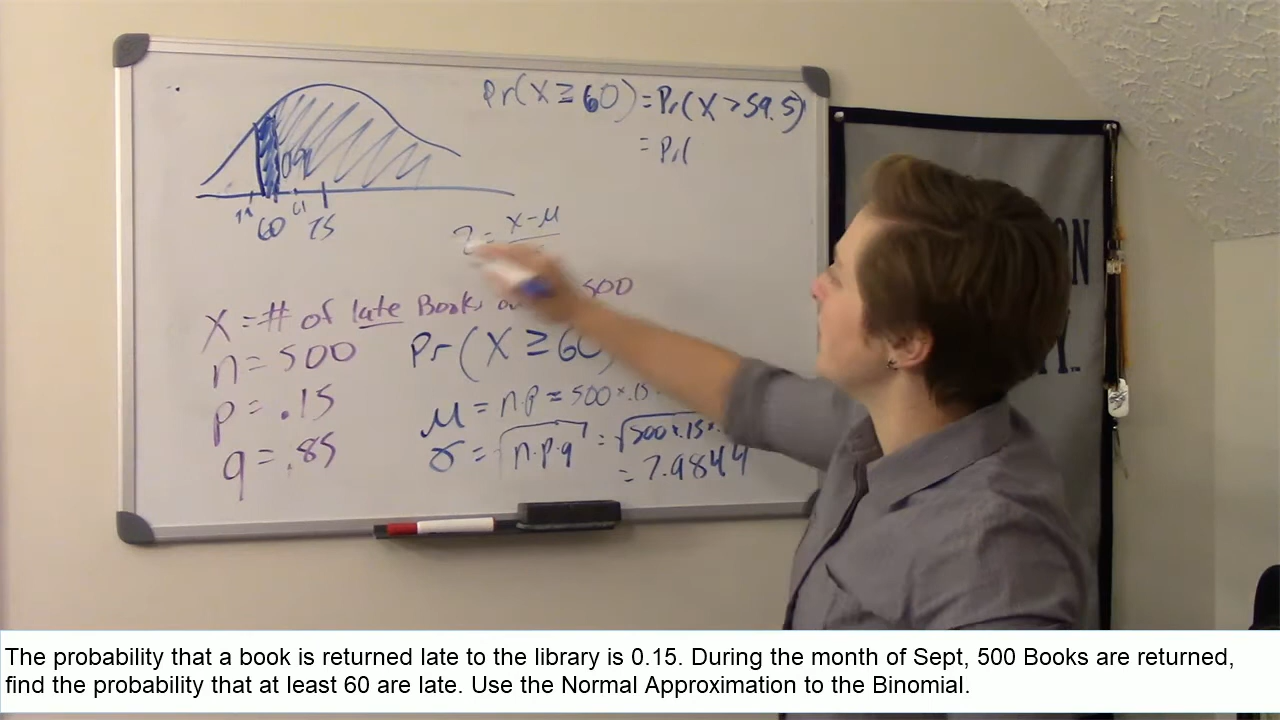 Pr(X ≥ 60) = Pr(X > 59.5)
= Pr(
60 61 75
Z = X-μ
X = # of late Books 500
n = 500
p = .15
q = .85
Pr(X ≥ 60
μ = n.p = 500 × .15
σ = √n.p.q = √500 × .15 ×
= 7.9844
ON
Y™
The probability that a book is returned late to the library is 0.15. During the month of Sept, 500 Books are returned,
find the probability that at least 60 are late. Use the Normal Approximation to the Binomial.